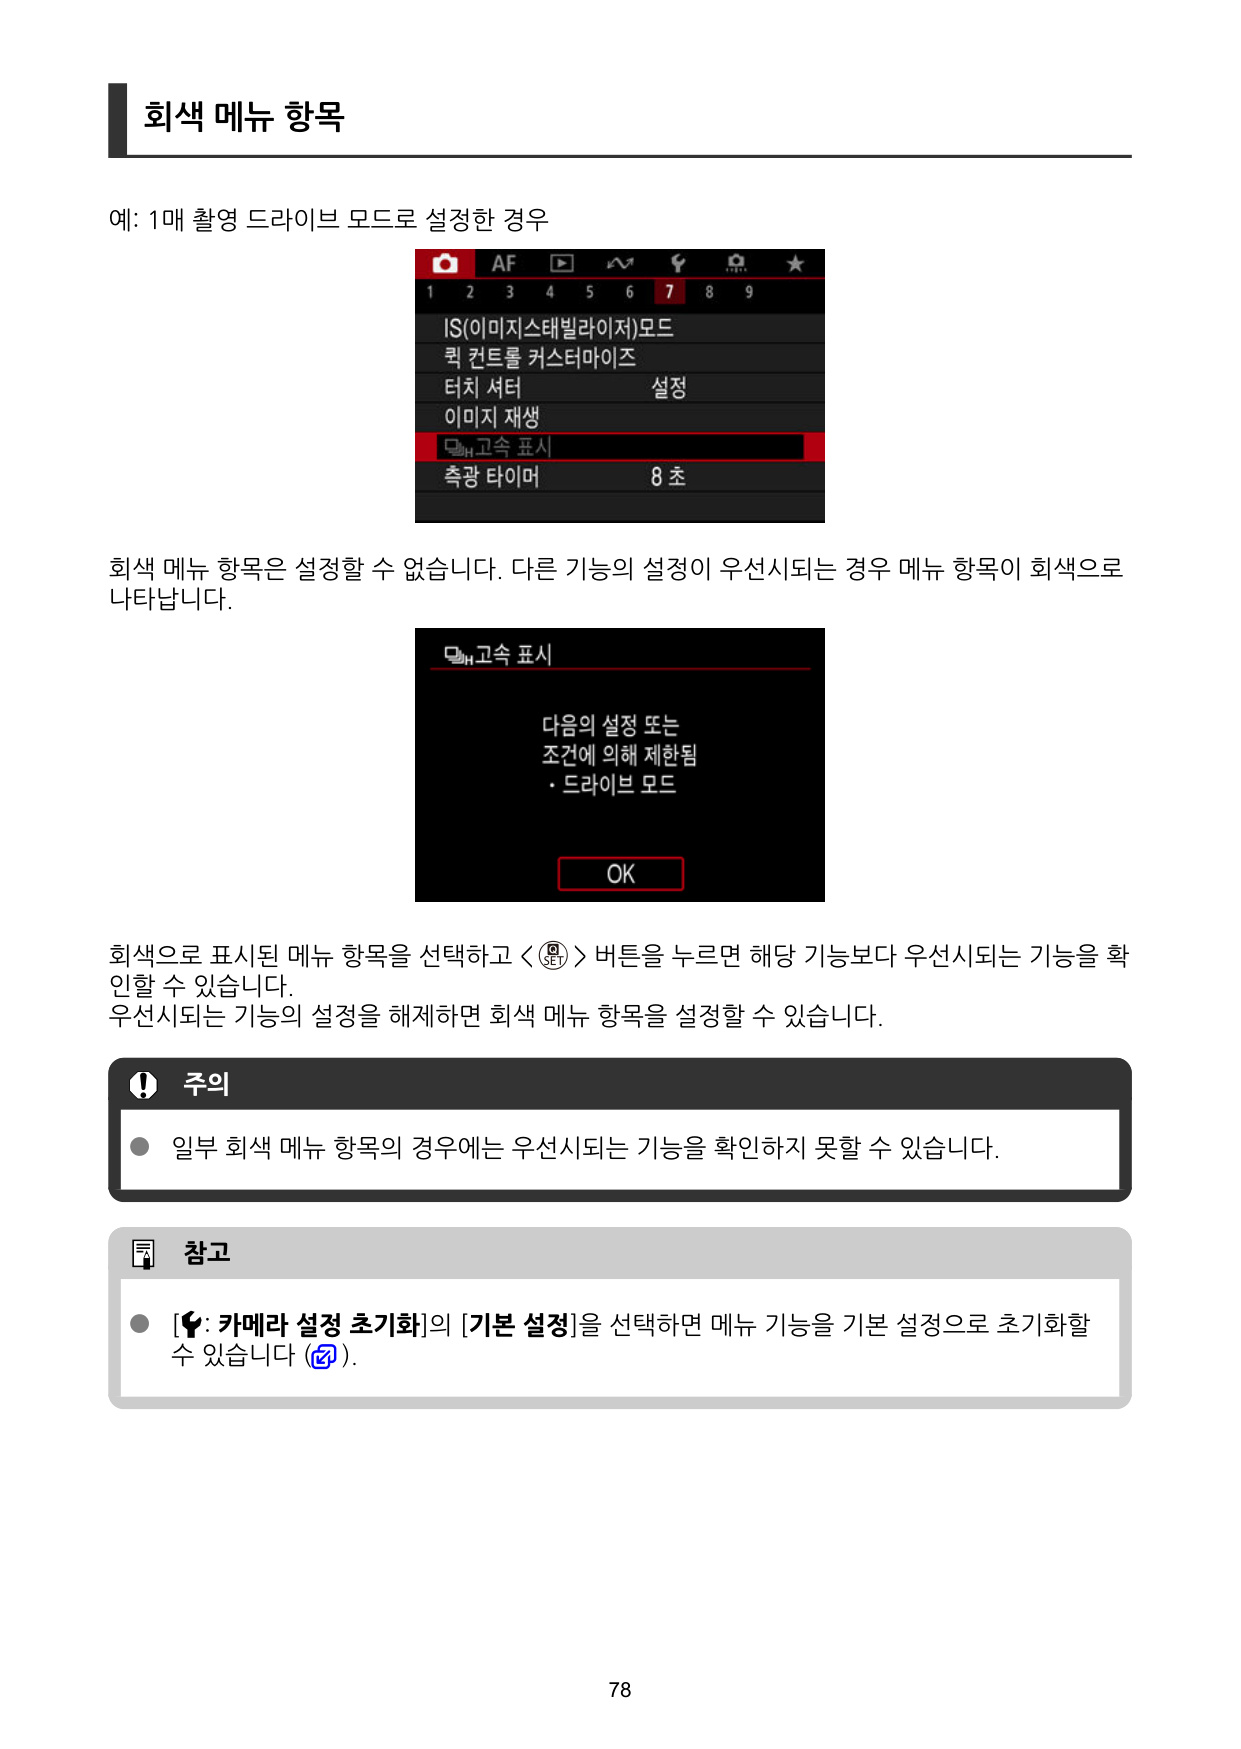 회색 메뉴 항목
예: 1매 촬영 드라이브 모드로 설정한 경우
AF
1 2 3 4 5 6 7 8 9
IS(이미지스태빌라이저)모드
퀵 컨트롤 커스터마이즈
터치 셔터 설정
이미지 재생
H고속 표시
측광 타이머 8 초
회색 메뉴 항목은 설정할 수 없습니다. 다른 기능의 설정이 우선시되는 경우 메뉴 항목이 회색으로
나타납니다.
H고속 표시
다음의 설정 또는
조건에 의해 제한됨
・드라이브 모드
OK
회색으로 표시된 메뉴 항목을 선택하고 < Q SET > 버튼을 누르면 해당 기능보다 우선시되는 기능을 확
인할 수 있습니다.
우선시되는 기능의 설정을 해제하면 회색 메뉴 항목을 설정할 수 있습니다.
주의
● 일부 회색 메뉴 항목의 경우에는 우선시되는 기능을 확인하지 못할 수 있습니다.
참고
● [: 카메라 설정 초기화]의 [기본 설정]을 선택하면 메뉴 기능을 기본 설정으로 초기화할
수 있습니다 ( ).
78